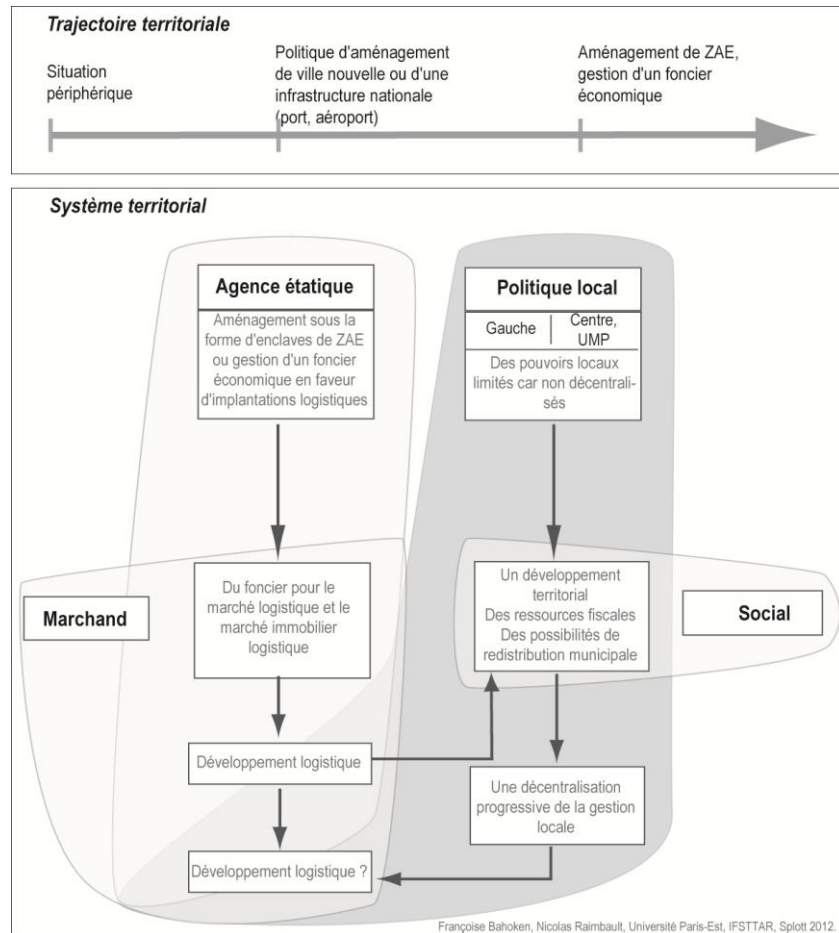 Trajectoire territoriale
Situation
périphérique
Politique d'aménagement
de ville nouvelle ou d'une
infrastructure nationale
(port, aéroport)
Aménagement de ZAE,
gestion d'un foncier
économique
Système territorial
Agence étatique
Aménagement sous la
forme d'enclaves de ZAE
ou gestion d'un foncier
économique en faveur
d'implantations logistiques
Politique local
Gauche
Centre,
UMP
Des pouvoirs locaux
limités car non décentrali-
sés
Marchand
Du foncier pour le
marché logistique et le
marché immobilier
logistique
Un développement
territorial
Des ressources fiscales
Des possibilités de
redistribution municipale
Social
Développement logistique
Une décentralisation
progressive de la gestion
locale
Développement logistique ?
Françoise Bahoken, Nicolas Raimbault, Université Paris-Est, IFSTTAR, Splott 2012.